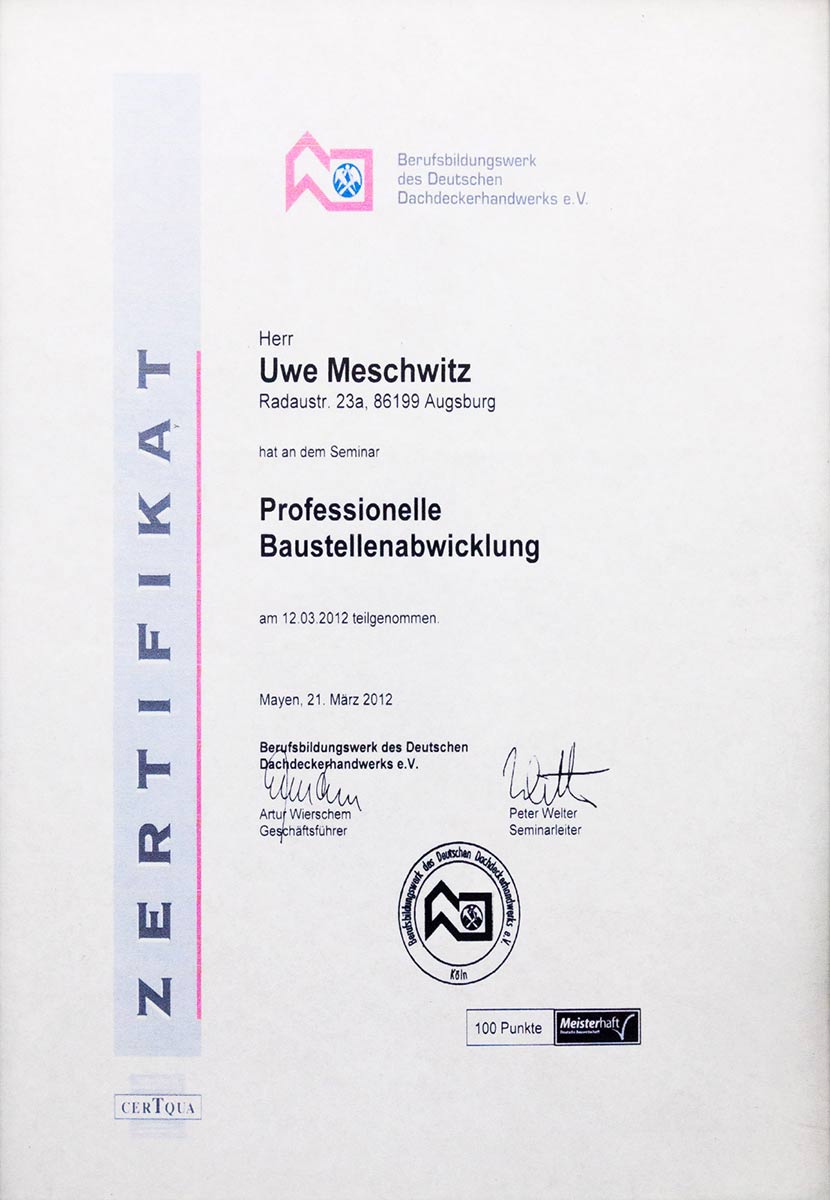 ZERTIFIKAT
Berufsbildungswerk
des Deutschen
Dachdeckerhandwerks e.V.
Herr
Uwe Meschwitz
Radaustr. 23a, 86199 Augsburg
hat an dem Seminar
Professionelle
Baustellenabwicklung
am 12.03.2012 teilgenommen.
Mayen, 21. März 2012
Berufsbildungswerk des Deutschen
Dachdeckerhandwerks e.V.
Artur Wierschem
Geschäftsführer
Peter Welter
Seminarleiter
Berufsbildungswerk des Deutschen Dachdeckerhandwerks e.V.
Köln
100 Punkte
Meisterhaft
Deutsche Bauwirtschaft
CERTQUA